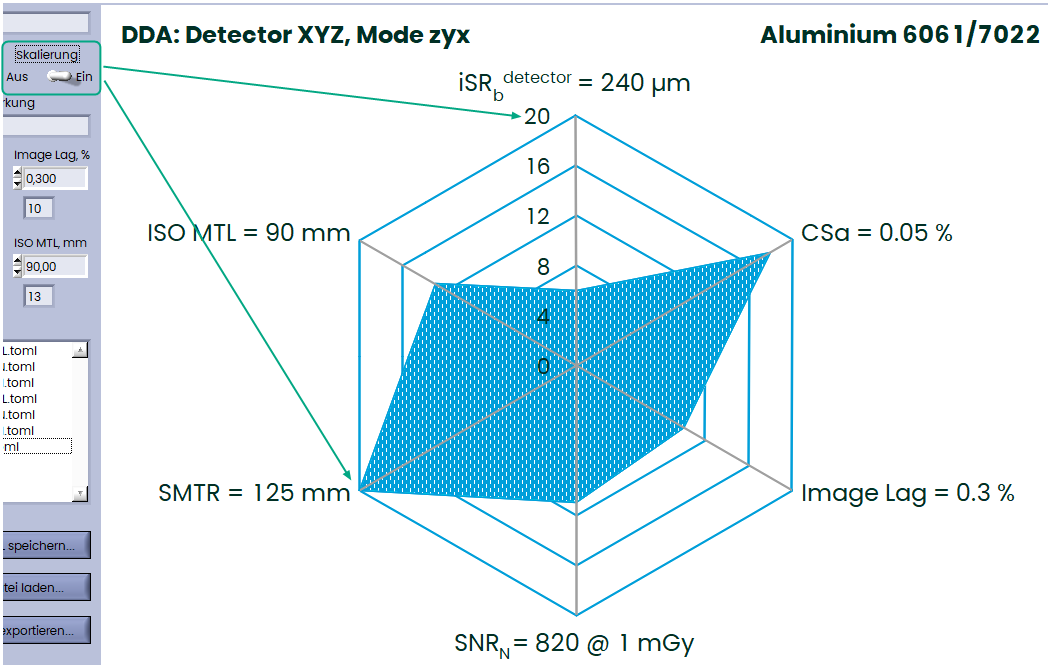 DDA: Detector XYZ, Mode zyx
Aluminium 6061/7022
Skalierung
Aus Ein
rkung
Image Lag, %
0,300
10
ISO MTL, mm
90,00
13
L.toml
.toml
.toml
L.toml
.toml
.toml
ml
. speichern...
tei laden...
exportieren...
iSRb detector = 240 µm
20
16
12
8
4
0
ISO MTL = 90 mm
CSa = 0.05 %
SMTR = 125 mm
Image Lag = 0.3 %
SNRN = 820 @ 1 mGy